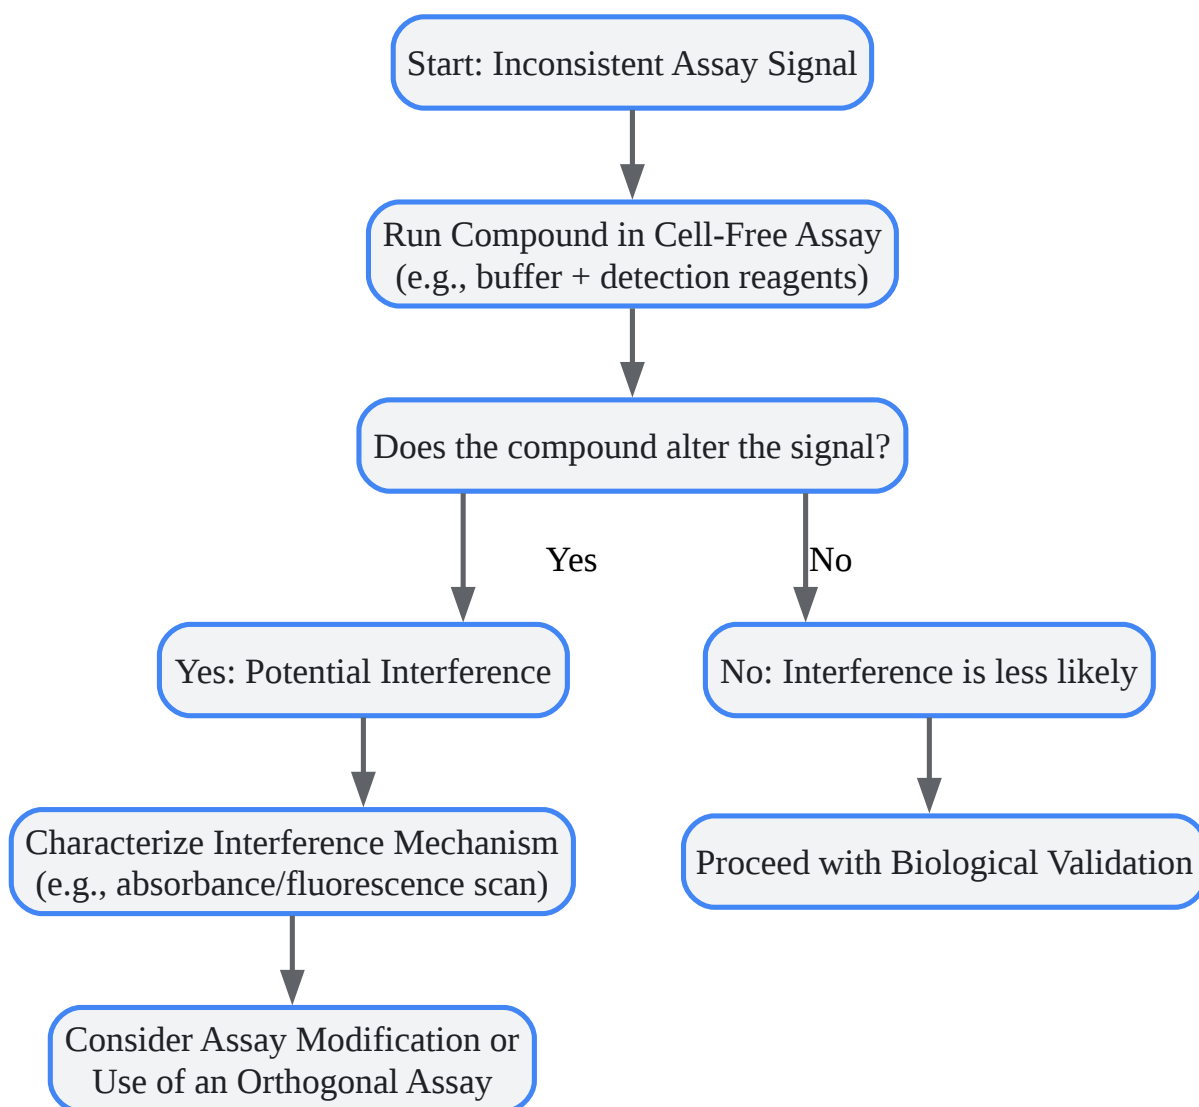 Start: Inconsistent Assay Signal
Run Compound in Cell-Free Assay
(e.g., buffer + detection reagents)
Does the compound alter the signal?
Yes
No
Yes: Potential Interference
No: Interference is less likely
Characterize Interference Mechanism
(e.g., absorbance/fluorescence scan)
Proceed with Biological Validation
Consider Assay Modification or
Use of an Orthogonal Assay